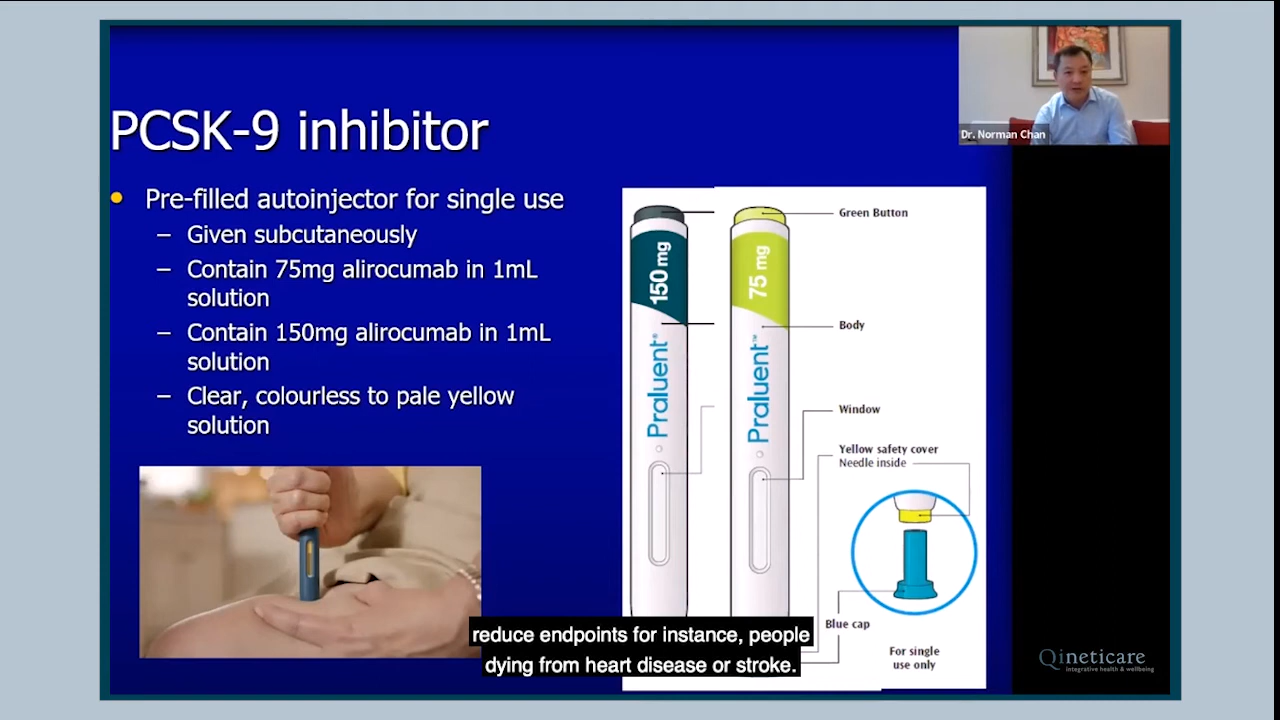 Dr. Norman Chan
PCSK-9 inhibitor
Pre-filled autoinjector for single use
– Given subcutaneously
– Contain 75mg alirocumab in 1mL
solution
– Contain 150mg alirocumab in 1mL
solution
– Clear, colourless to pale yellow
solution
150 mg
Praluent®
75 mg
Praluent™
Green Button
Body
Window
Yellow safety cover
Needle inside
Blue cap
For single
use only
reduce endpoints for instance, people
dying from heart disease or stroke.
Qineticare
integrative health & wellbeing